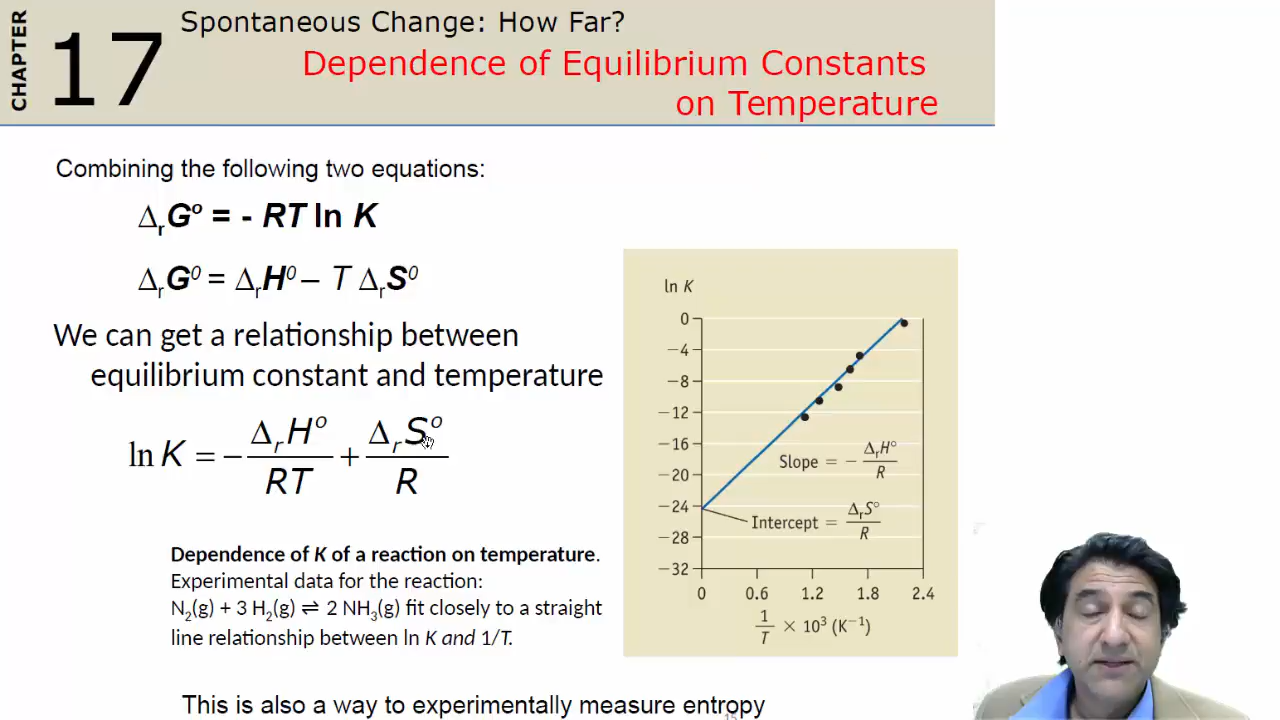 CHAPTER
17
Spontaneous Change: How Far?
Dependence of Equilibrium Constants
on Temperature
Combining the following two equations:
ΔᵣGᵒ = - RT ln K
ΔᵣG⁰ = ΔᵣH⁰ – T ΔᵣS⁰
We can get a relationship between
equilibrium constant and temperature
ln K = − ΔᵣHᵒ/RT + ΔᵣSᵒ/R
Dependence of K of a reaction on temperature.
Experimental data for the reaction:
N₂(g) + 3 H₂(g) ⇌ 2 NH₃(g) fit closely to a straight
line relationship between ln K and 1/T.
ln K
0
−4
−8
−12
−16
−20
−24
−28
−32
Slope = − ΔᵣH°/R
Intercept = ΔᵣS°/R
0 0.6 1.2 1.8 2.4
1/T × 10³ (K⁻¹)
This is also a way to experimentally measure entropy
15